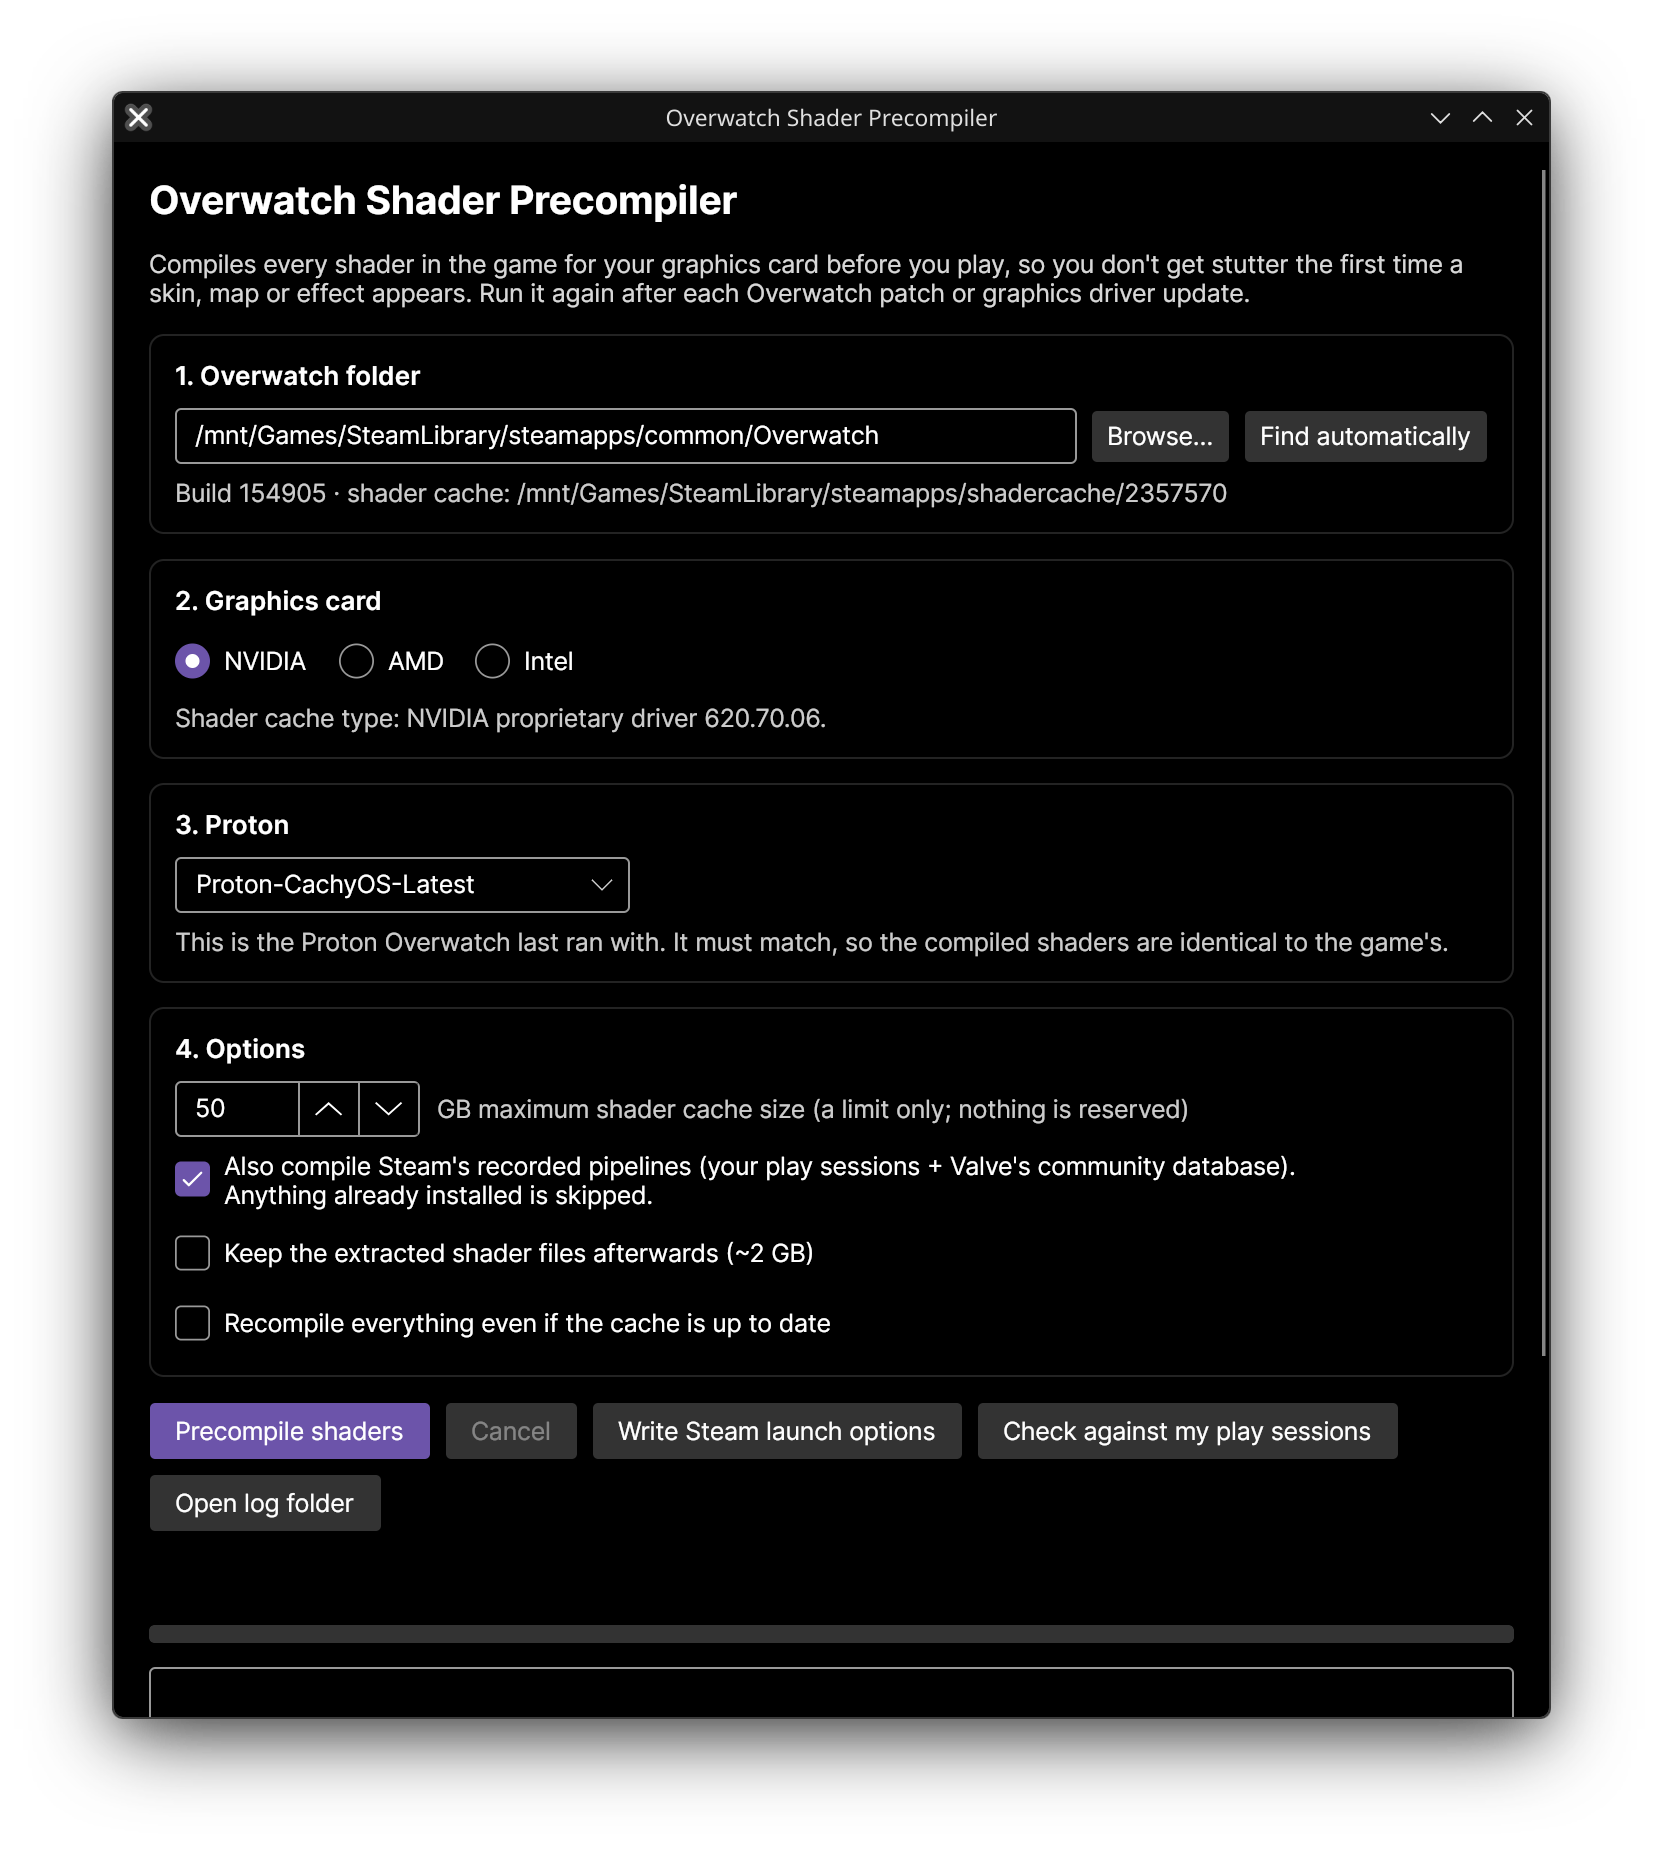 Overwatch Shader Precompiler
Overwatch Shader Precompiler
Compiles every shader in the game for your graphics card before you play, so you don't get stutter the first time a
skin, map or effect appears. Run it again after each Overwatch patch or graphics driver update.
1. Overwatch folder
/mnt/Games/SteamLibrary/steamapps/common/Overwatch
Browse...
Find automatically
Build 154905 · shader cache: /mnt/Games/SteamLibrary/steamapps/shadercache/2357570
2. Graphics card
NVIDIA
AMD
Intel
Shader cache type: NVIDIA proprietary driver 620.70.06.
3. Proton
Proton-CachyOS-Latest
This is the Proton Overwatch last ran with. It must match, so the compiled shaders are identical to the game's.
4. Options
50
GB maximum shader cache size (a limit only; nothing is reserved)
Also compile Steam's recorded pipelines (your play sessions + Valve's community database).
Anything already installed is skipped.
Keep the extracted shader files afterwards (~2 GB)
Recompile everything even if the cache is up to date
Precompile shaders
Cancel
Write Steam launch options
Check against my play sessions
Open log folder